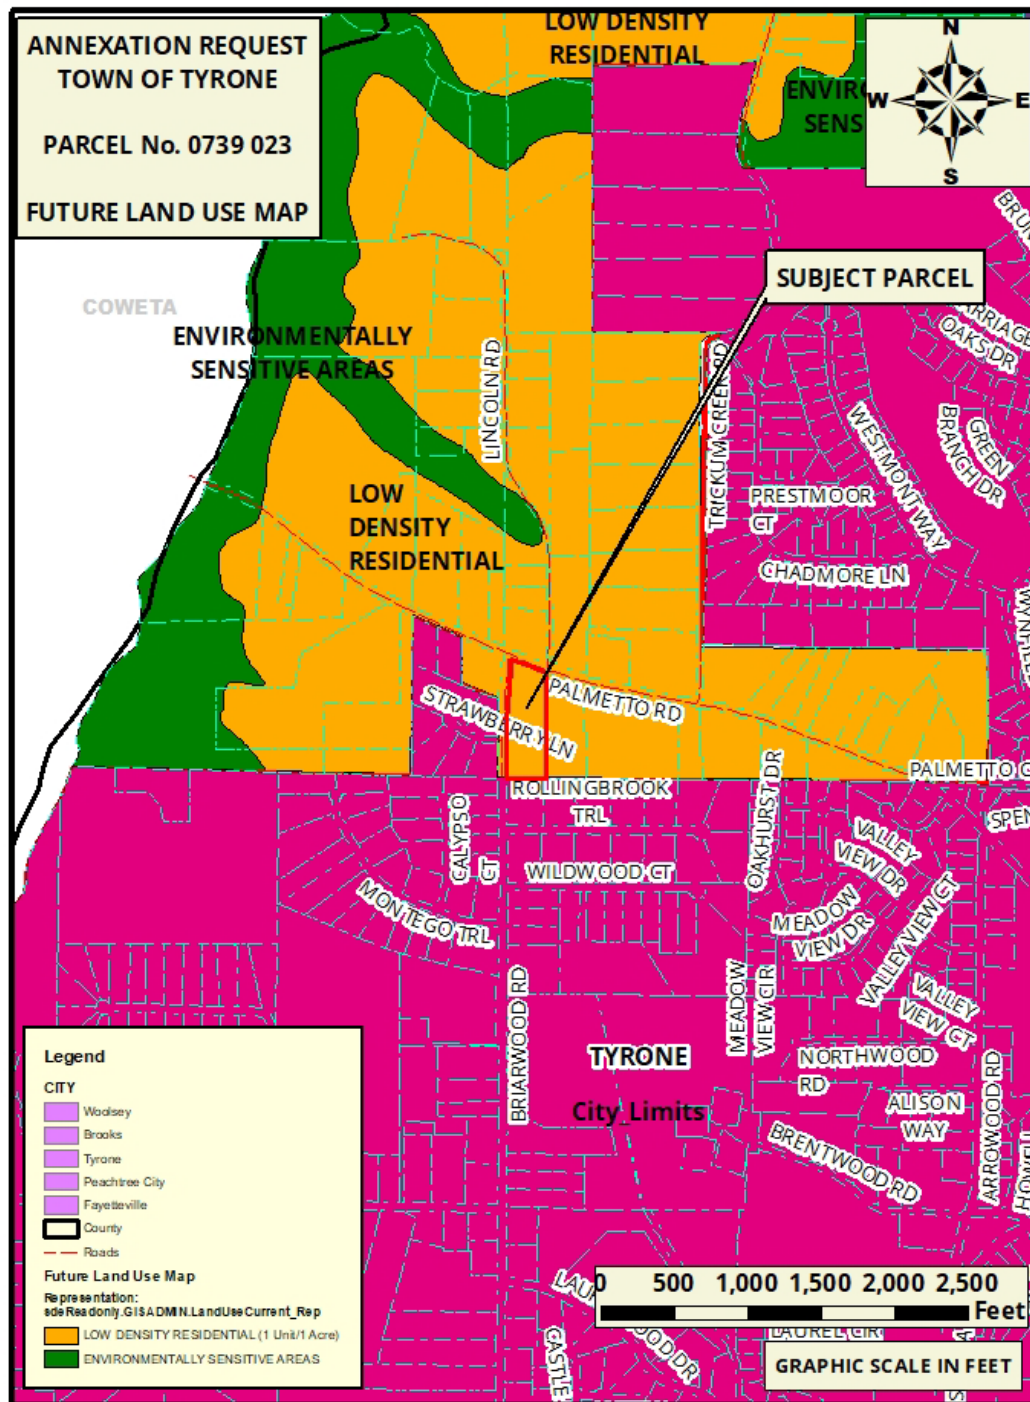 ANNEXATION REQUEST
TOWN OF TYRONE
PARCEL No. 0739 023
FUTURE LAND USE MAP
LOW DENSITY
RESIDENTIAL
N
W
E
S
SUBJECT PARCEL
COWETA
ENVIRONMENTALLY
SENSITIVE AREAS
LINCOLN RD
TRICKUM CREEK RD
OAKS DR
GREEN
BRANCH DR
WESTMONT WAY
PRESTMOOR
CT
CHADMORE LN
LOW
DENSITY
RESIDENTIAL
PALMETTO RD
STRAWBERRY LN
PALMETTO
ROLLINGBROOK
TRL
CALYPSO
CT
WILDWOOD CT
OAKHURST DR
VALLEY
VIEW DR
MONTEGO TRL
MEADOW
VIEW DR
VALLEY VIEW CT
VALLEY
VIEW CT
BRIARWOOD RD
MEADOW
VIEW CIR
TYRONE
City_Limits
NORTHWOOD
RD
ALISON
WAY
ARROWOOD RD
BRENTWOOD RD
Legend
CITY
Woolsey
Brooks
Tyrone
Peachtree City
Fayetteville
County
Roads
Future Land Use Map
Representation:
sdeReadonly.GISADMIN.LandUseCurrent_Rep
LOW DENSITY RESIDENTIAL (1 Unit/1 Acre)
ENVIRONMENTALLY SENSITIVE AREAS
0 500 1,000 1,500 2,000 2,500
Feet
LAUREL CIR
CASTLE
GRAPHIC SCALE IN FEET